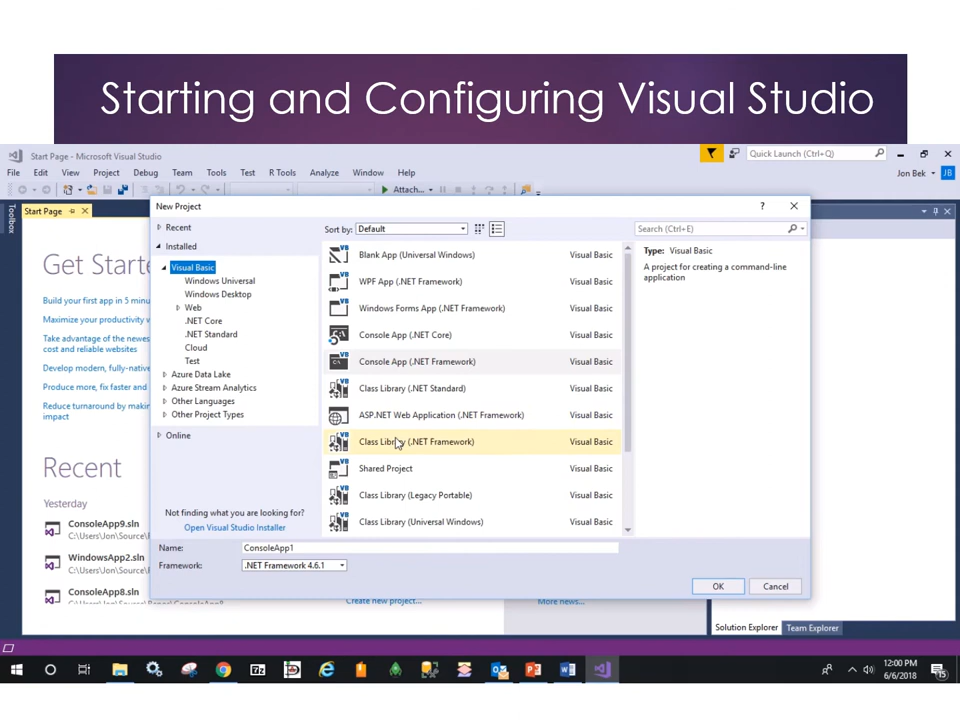 Starting and Configuring Visual Studio
Start Page - Microsoft Visual Studio
Quick Launch (Ctrl+Q)
File Edit View Project Debug Team Tools Test R Tools Analyze Window Help
Jon Bek JB
Attach...
Toolbox
Start Page
New Project
?
Recent
Installed
Sort by: Default
Search (Ctrl+E)
Visual Basic
Windows Universal
Windows Desktop
Web
.NET Core
.NET Standard
Cloud
Test
Azure Data Lake
Azure Stream Analytics
Other Languages
Other Project Types
Online
Not finding what you are looking for?
Open Visual Studio Installer
Blank App (Universal Windows) Visual Basic
WPF App (.NET Framework) Visual Basic
Windows Forms App (.NET Framework) Visual Basic
Console App (.NET Core) Visual Basic
Console App (.NET Framework) Visual Basic
Class Library (.NET Standard) Visual Basic
ASP.NET Web Application (.NET Framework) Visual Basic
Class Library (.NET Framework) Visual Basic
Shared Project Visual Basic
Class Library (Legacy Portable) Visual Basic
Class Library (Universal Windows) Visual Basic
Type: Visual Basic
A project for creating a command-line
application
Name: ConsoleApp1
Framework: .NET Framework 4.6.1
OK Cancel
Get Starte
Build your first app in 5 minu
Maximize your productivity w
Take advantage of the newes
cost and reliable websites
Develop modern, fully-native
Produce more, fix faster and
Reduce turnaround by makin
impact
Recent
Yesterday
ConsoleApp9.sln
C:\Users\Jon\Source\
WindowsApp2.sln
C:\Users\Jon\Source\
ConsoleApp8.sln
Create new project...
More news...
Solution Explorer Team Explorer
12:00 PM
6/6/2018
15